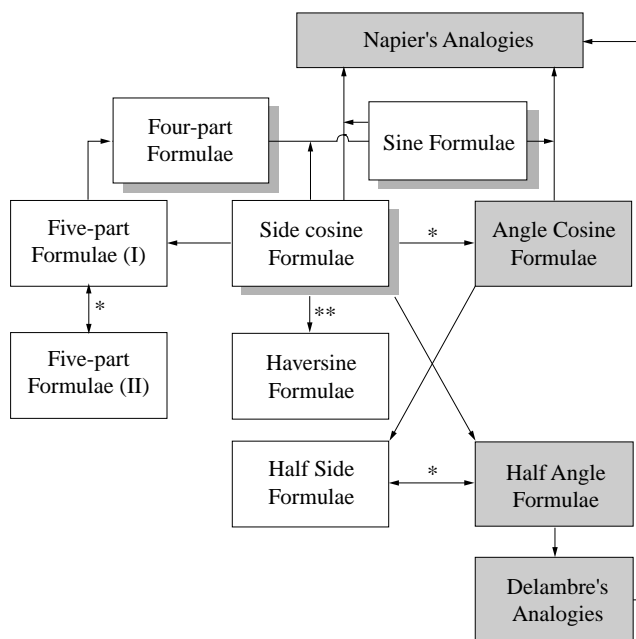 Napier's Analogies
Four-part
Formulae
Sine Formulae
Five-part
Formulae (I)
Side cosine
Formulae
*
Angle Cosine
Formulae
*
**
Five-part
Formulae (II)
Haversine
Formulae
Half Side
Formulae
*
Half Angle
Formulae
Delambre's
Analogies